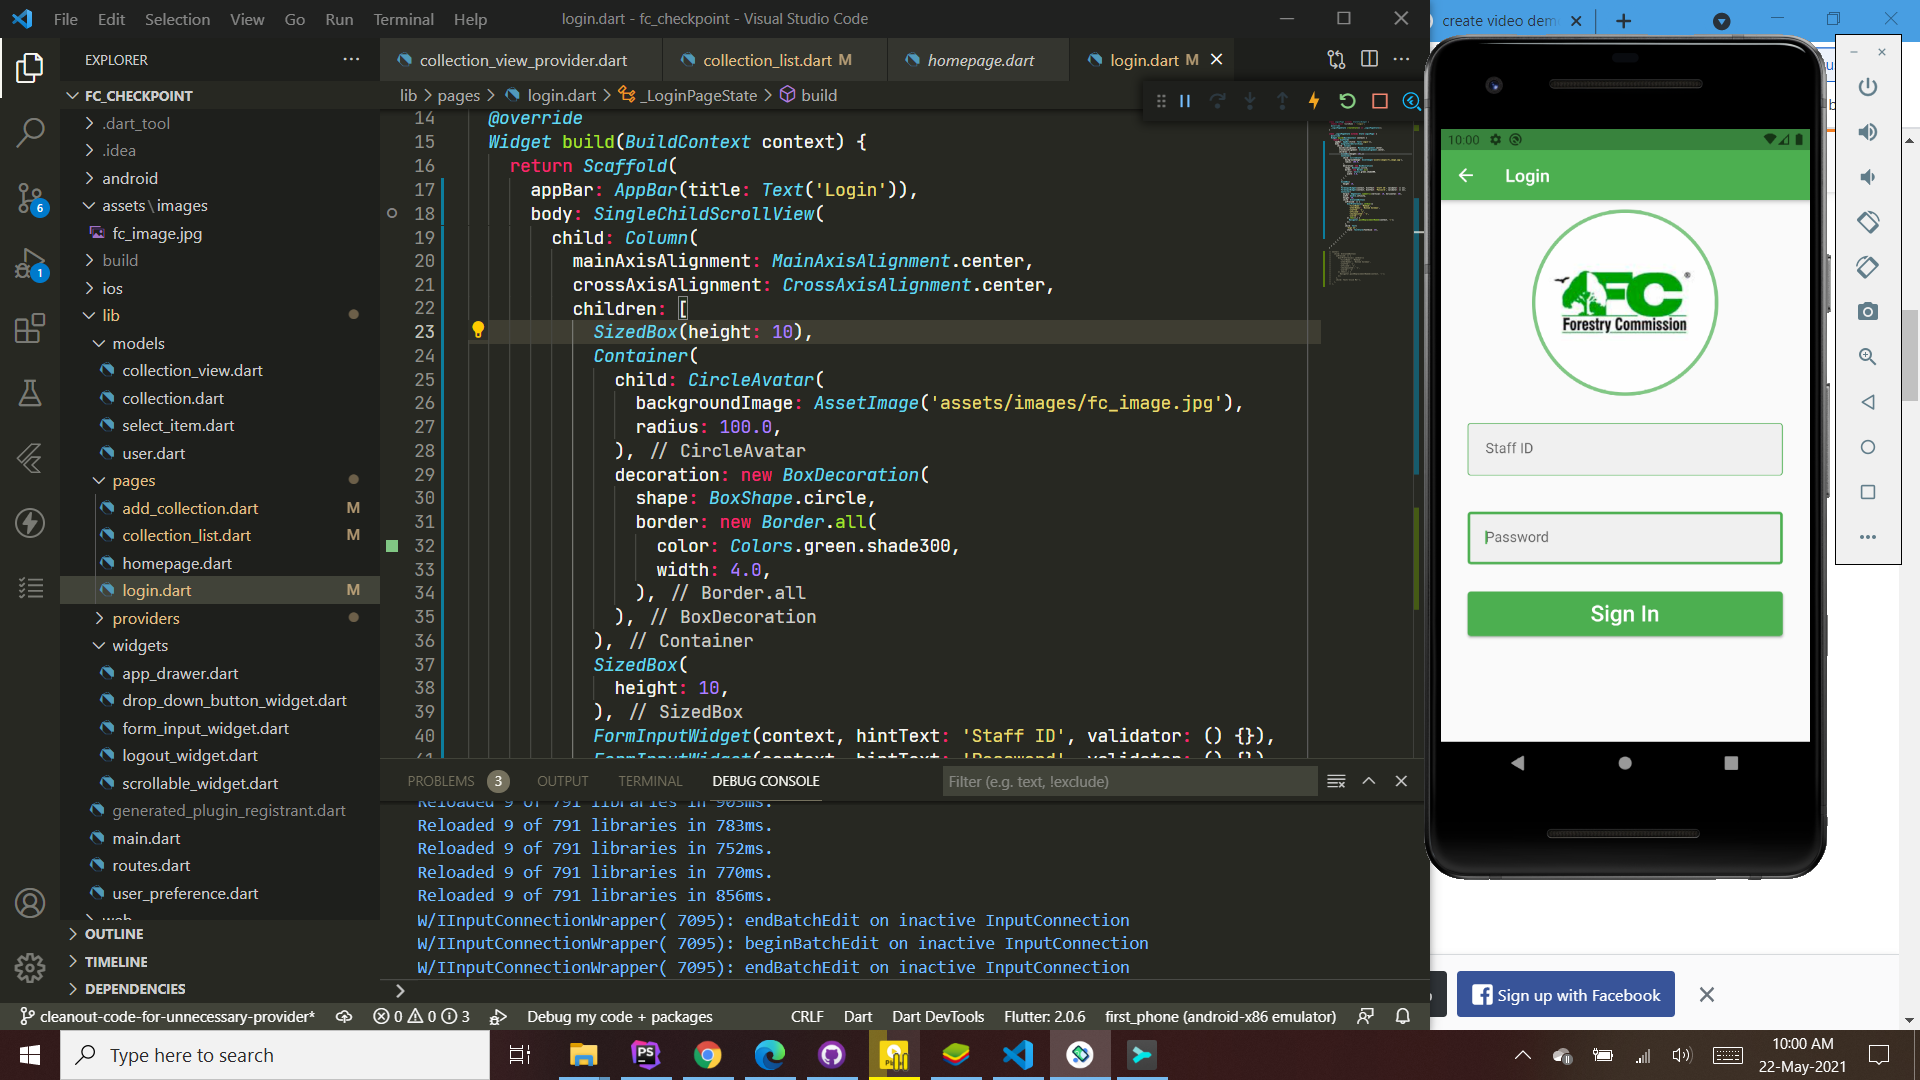 File Edit Selection View Go Run Terminal Help
login.dart - fc_checkpoint - Visual Studio Code
create video dem
EXPLORER
FC_CHECKPOINT
.dart_tool
.idea
android
assets\images
fc_image.jpg
build
ios
lib
models
collection_view.dart
collection.dart
select_item.dart
user.dart
pages
add_collection.dart M
collection_list.dart M
homepage.dart
login.dart M
providers
widgets
app_drawer.dart
drop_down_button_widget.dart
form_input_widget.dart
logout_widget.dart
scrollable_widget.dart
generated_plugin_registrant.dart
main.dart
routes.dart
user_preference.dart
OUTLINE
TIMELINE
DEPENDENCIES
6
1
collection_view_provider.dart
collection_list.dart M
homepage.dart
login.dart M
lib > pages > login.dart > _LoginPageState > build
14 @override
15 Widget build(BuildContext context) {
16 return Scaffold(
17 appBar: AppBar(title: Text('Login')),
18 body: SingleChildScrollView(
19 child: Column(
20 mainAxisAlignment: MainAxisAlignment.center,
21 crossAxisAlignment: CrossAxisAlignment.center,
22 children: [
23 SizedBox(height: 10),
24 Container(
25 child: CircleAvatar(
26 backgroundImage: AssetImage('assets/images/fc_image.jpg'),
27 radius: 100.0,
28 ), // CircleAvatar
29 decoration: new BoxDecoration(
30 shape: BoxShape.circle,
31 border: new Border.all(
32 color: Colors.green.shade300,
33 width: 4.0,
34 ), // Border.all
35 ), // BoxDecoration
36 ), // Container
37 SizedBox(
38 height: 10,
39 ), // SizedBox
40 FormInputWidget(context, hintText: 'Staff ID', validator: () {}),
PROBLEMS 3 OUTPUT TERMINAL DEBUG CONSOLE
Filter (e.g. text, !exclude)
Reloaded 9 of 791 libraries in 903ms.
Reloaded 9 of 791 libraries in 783ms.
Reloaded 9 of 791 libraries in 752ms.
Reloaded 9 of 791 libraries in 770ms.
Reloaded 9 of 791 libraries in 856ms.
W/IInputConnectionWrapper( 7095): endBatchEdit on inactive InputConnection
W/IInputConnectionWrapper( 7095): beginBatchEdit on inactive InputConnection
W/IInputConnectionWrapper( 7095): endBatchEdit on inactive InputConnection
cleanout-code-for-unnecessary-provider* 0 0 3 Debug my code + packages
CRLF Dart Dart DevTools Flutter: 2.0.6 first_phone (android-x86 emulator)
10:00
Login
FC ®
Forestry Commission
Staff ID
Password
Sign In
Sign up with Facebook
Type here to search
PS
10:00 AM
22-May-2021